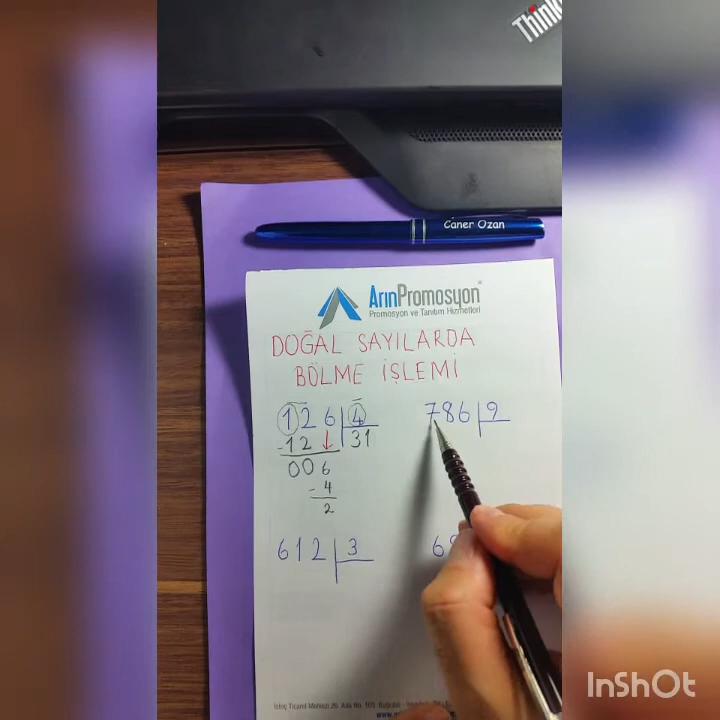 Think
Caner Ozan
ArınPromosyon
Promosyon ve Tanıtım Hizmetleri
DOĞAL SAYILARDA
BÖLME İŞLEMİ
126 4
-12 31
006
-4
2
786 9
612 3
InShOt